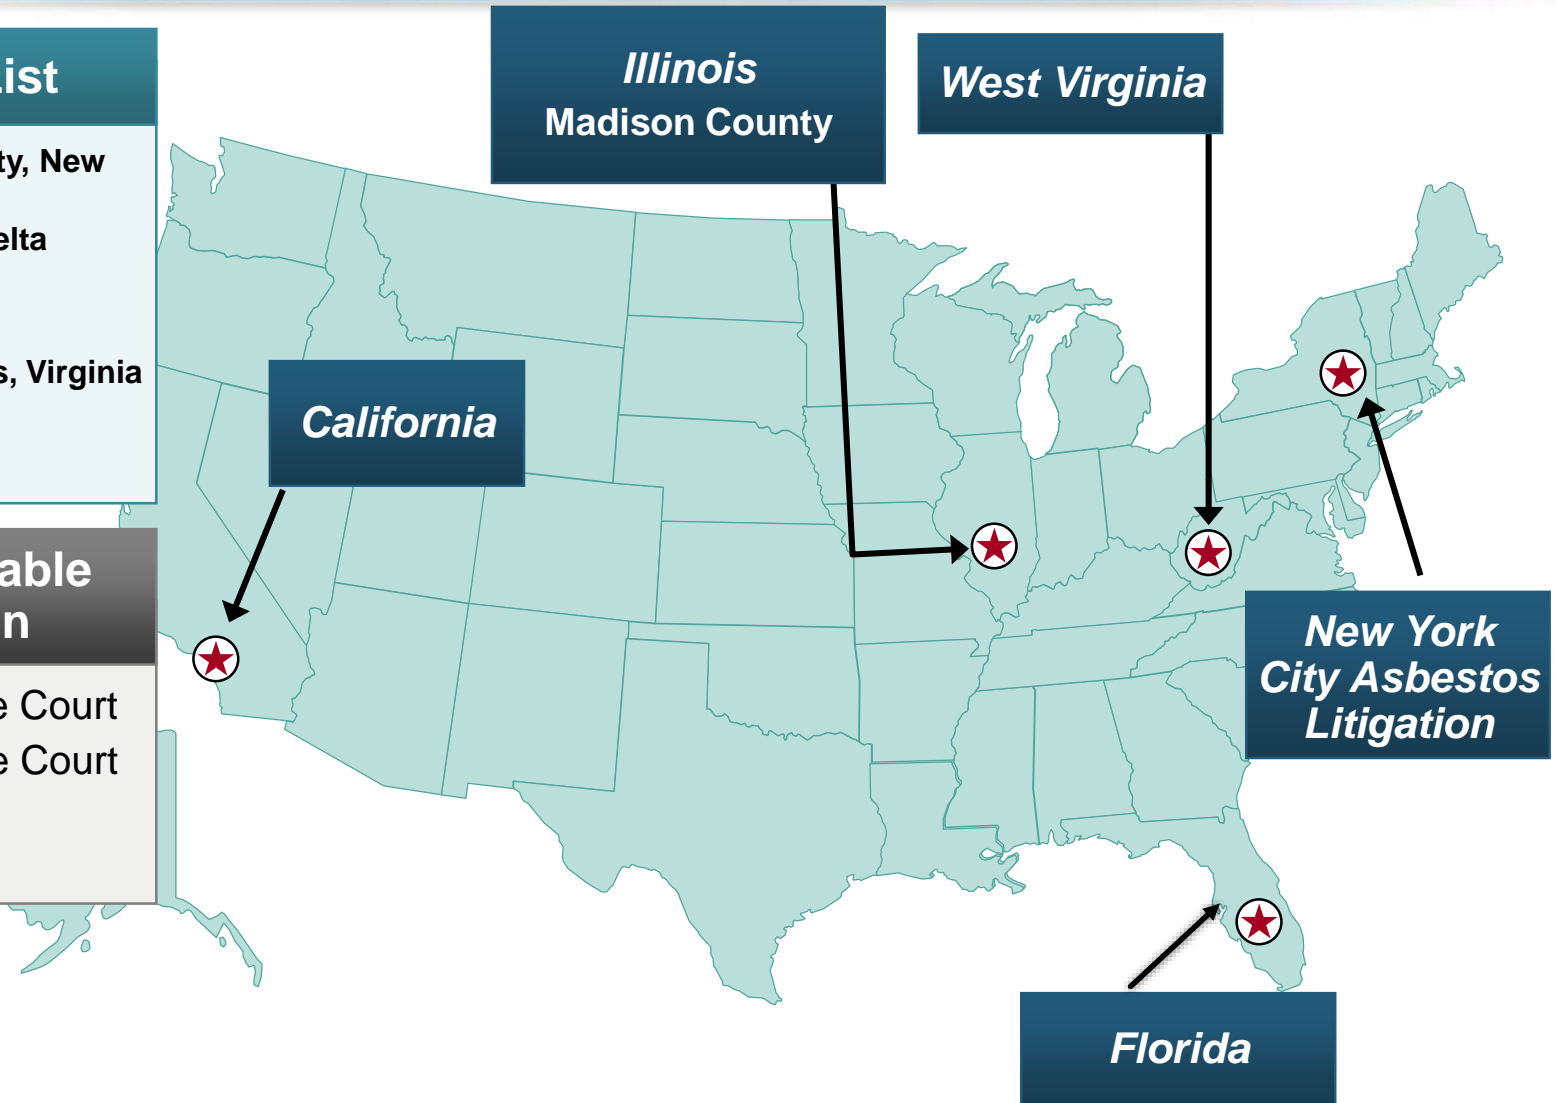 ist
ty, New
elta
s, Virginia
able
n
e Court
e Court
Illinois
Madison County
West Virginia
California
New York
City Asbestos
Litigation
Florida